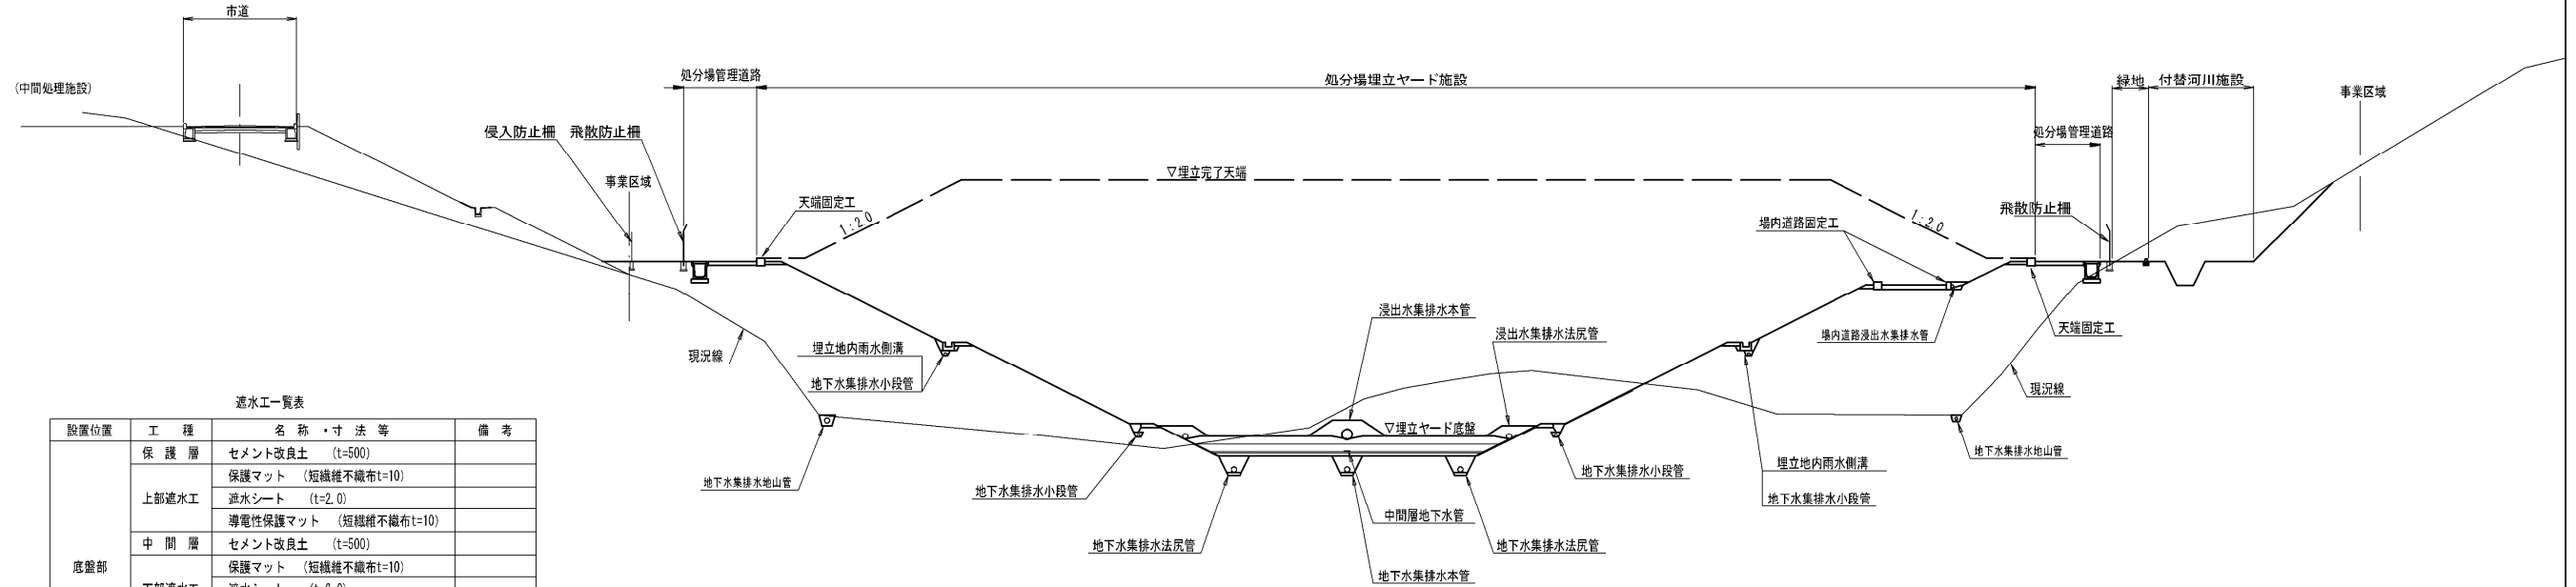 市道
(中間処理施設)
処分場管理道路
処分場埋立ヤード施設
緑地
付替河川施設
事業区域
処分場管理道路
侵入防止柵
飛散防止柵
事業区域
▽埋立完了天端
天端固定工
1:2.0
1:2.0
場内道路固定工
飛散防止柵
浸出水集排水本管
浸出水集排水法尻管
場内道路浸出水集排水管
天端固定工
現況線
埋立地内雨水側溝
地下水集排水小段管
現況線
▽埋立ヤード底盤
地下水集排水地山管
地下水集排水小段管
地下水集排水小段管
埋立地内雨水側溝
地下水集排水小段管
地下水集排水地山管
中間層地下水管
地下水集排水法尻管
地下水集排水法尻管
地下水集排水本管
遮水工一覧表
設置位置 工種 名称・寸法等 備考
底盤部
保護層 セメント改良土 (t=500)
上部遮水工 保護マット (短繊維不織布t=10)
遮水シート (t=2.0)
導電性保護マット (短繊維不織布t=10)
中間層 セメント改良土 (t=500)
保護マット (短繊維不織布t=10)